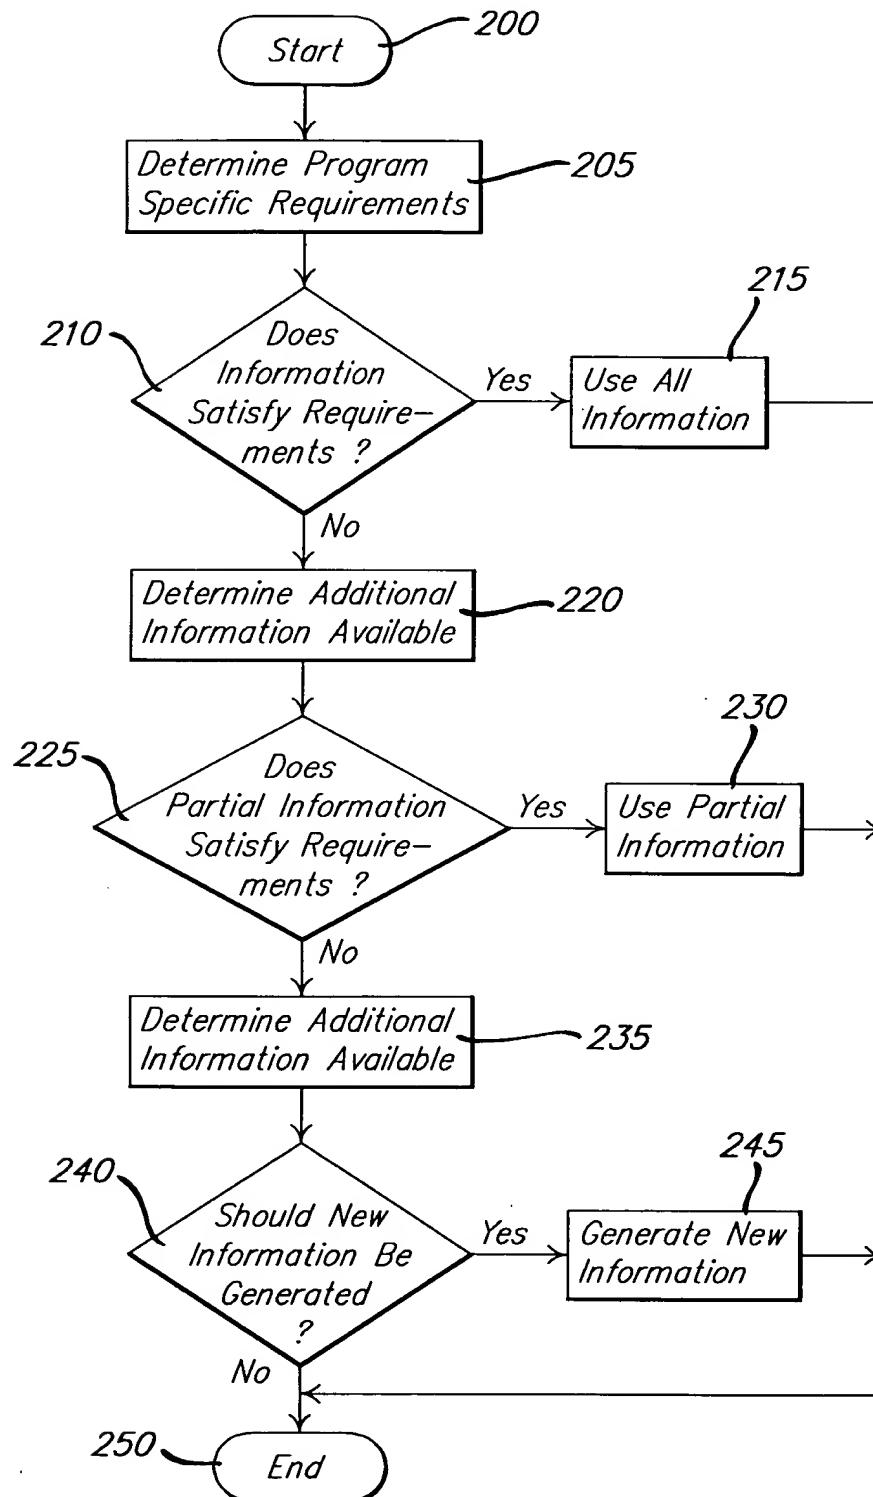 Start
200
Determine Program
Specific Requirements
205
210
Does
Information
Satisfy Require-
ments ?
Yes
215
Use All
Information
No
Determine Additional
Information Available
220
225
Does
Partial Information
Satisfy Require-
ments ?
Yes
230
Use Partial
Information
No
Determine Additional
Information Available
235
240
Should New
Information Be
Generated
?
Yes
245
Generate New
Information
No
250
End